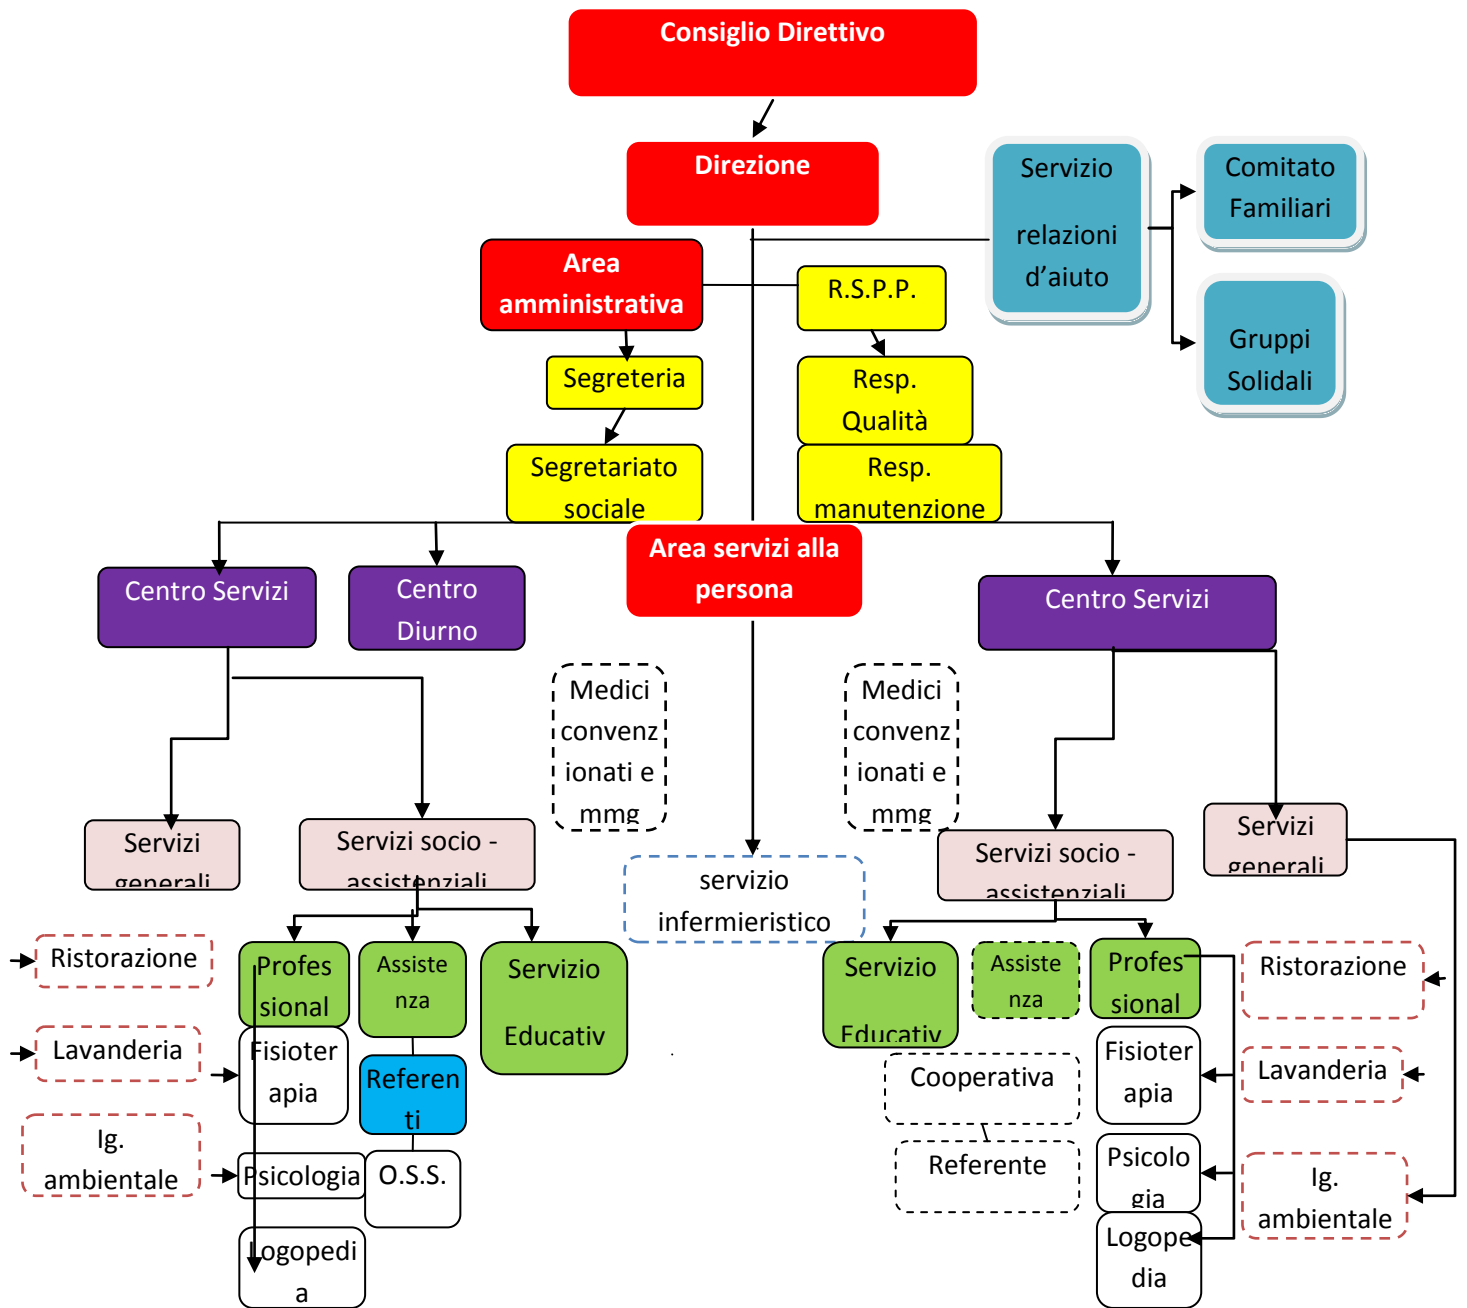 Consiglio Direttivo
Direzione
Servizio
relazioni
d'aiuto
Comitato
Familiari
Gruppi
Solidali
Area
amministrativa
R.S.P.P.
Segreteria
Resp.
Qualità
Segretariato
sociale
Resp.
manutenzione
Area servizi alla
persona
Centro Servizi
Centro
Diurno
Centro Servizi
Medici
convenz
ionati e
mmg
Medici
convenz
ionati e
mmg
Servizi
generali
Servizi socio -
assistenziali
servizio
infermieristico
Servizi socio -
assistenziali
Servizi
generali
Ristorazione
Lavanderia
Ig.
ambientale
Profes
sional
Assiste
nza
Servizio
Educativ
Fisioter
apia
Referen
ti
Psicologia
O.S.S.
Logopedi
a
Servizio
Educativ
Assiste
nza
Profes
sional
Cooperativa
Referente
Fisioter
apia
Psicolo
gia
Logope
dia
Ristorazione
Lavanderia
Ig.
ambientale